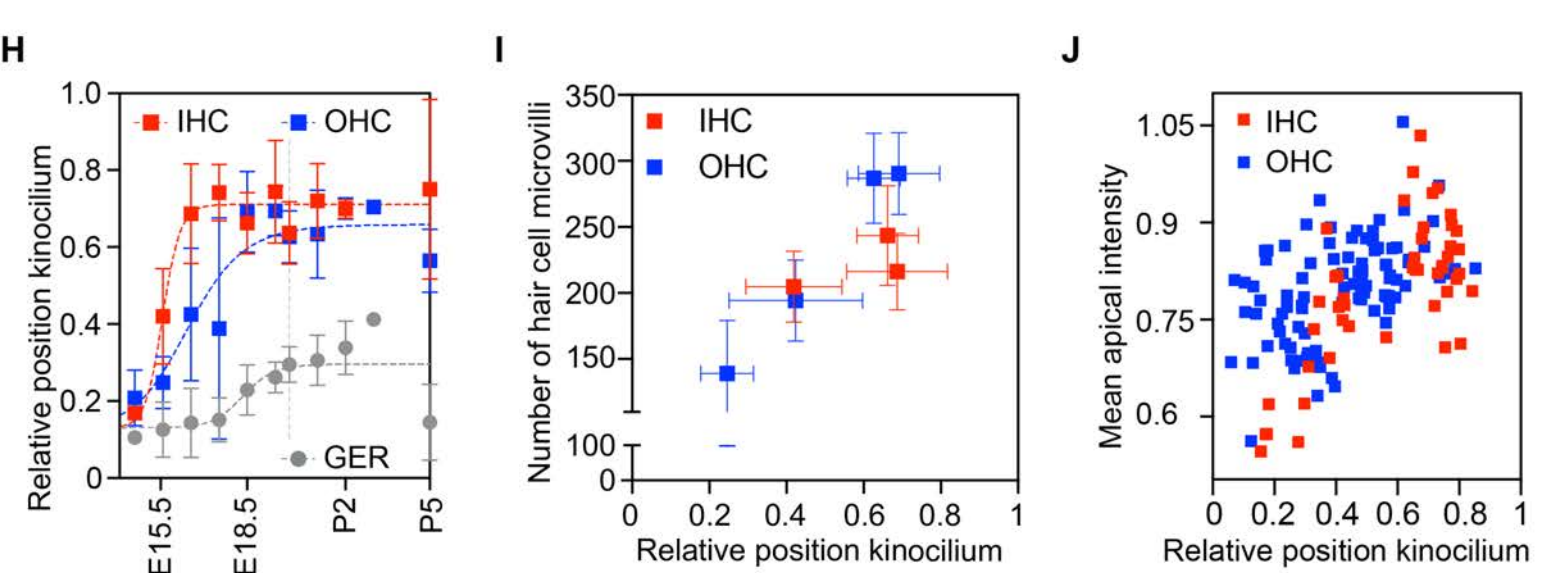 H
IHC
OHC
GER
Relative position kinocilium
1.0
0.8
0.6
0.4
0.2
0
E15.5
E18.5
P2
P5
I
IHC
OHC
Number of hair cell microvilli
350
300
250
200
150
100
0
0 0.2 0.4 0.6 0.8 1
Relative position kinocilium
J
IHC
OHC
Mean apical intensity
1.05
0.9
0.75
0.6
0 0.2 0.4 0.6 0.8 1
Relative position kinocilium